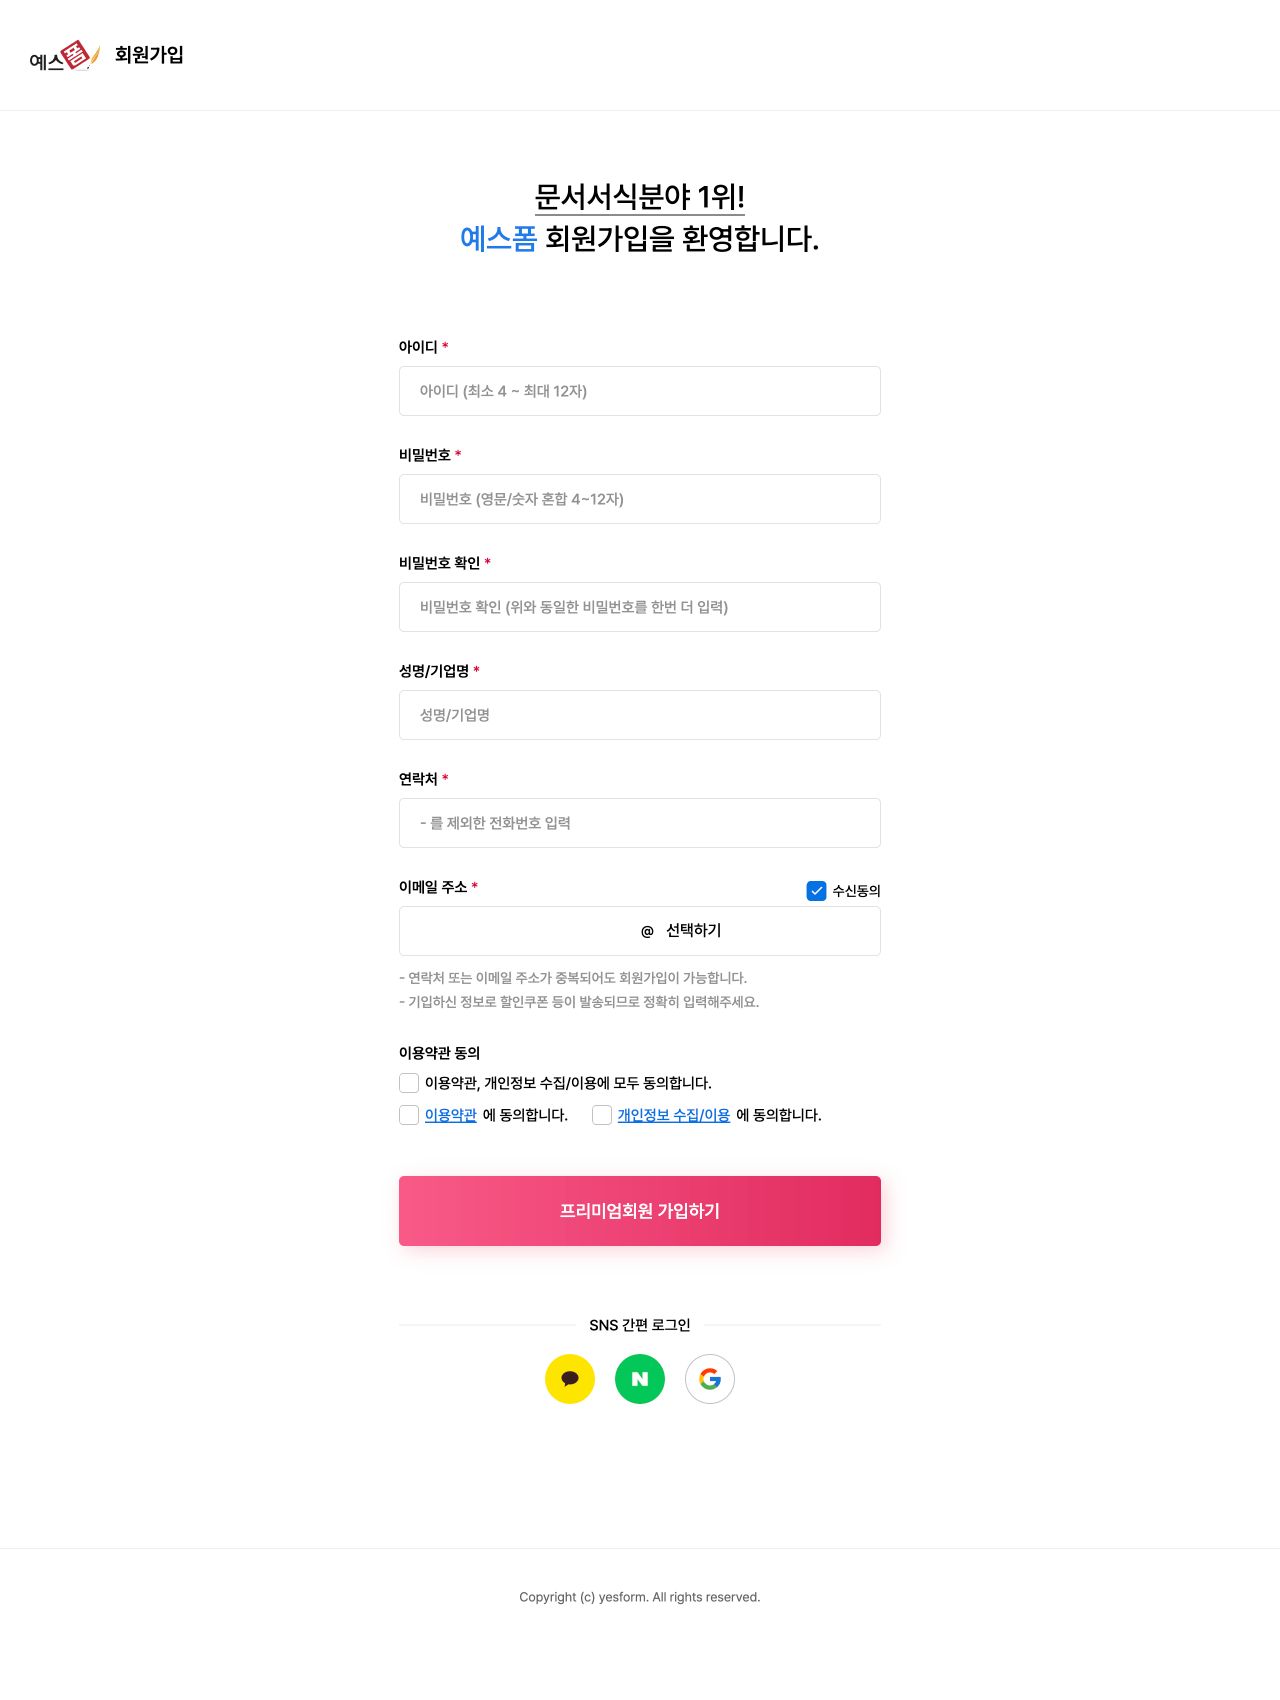 예스폼 회원가입
문서서식분야 1위!
예스폼 회원가입을 환영합니다.
아이디 *
아이디 (최소 4 ~ 최대 12자)
비밀번호 *
비밀번호 (영문/숫자 혼합 4~12자)
비밀번호 확인 *
비밀번호 확인 (위와 동일한 비밀번호를 한번 더 입력)
성명/기업명 *
성명/기업명
연락처 *
- 를 제외한 전화번호 입력
이메일 주소 * 수신동의
@ 선택하기
- 연락처 또는 이메일 주소가 중복되어도 회원가입이 가능합니다.
- 기입하신 정보로 할인쿠폰 등이 발송되므로 정확히 입력해주세요.
이용약관 동의
이용약관, 개인정보 수집/이용에 모두 동의합니다.
이용약관 에 동의합니다. 개인정보 수집/이용 에 동의합니다.
프리미엄회원 가입하기
SNS 간편 로그인
N G
Copyright (c) yesform. All rights reserved.